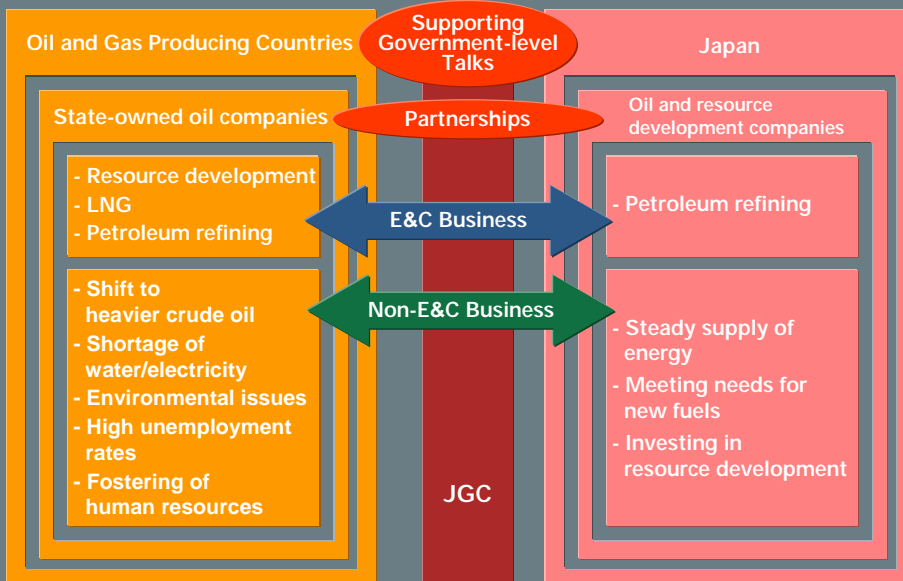 Supporting
Government-level
Talks
Oil and Gas Producing Countries
Japan
State-owned oil companies
Partnerships
Oil and resource
development companies
- Resource development
- LNG
- Petroleum refining
E&C Business
- Petroleum refining
- Shift to
heavier crude oil
- Shortage of
water/electricity
- Environmental issues
- High unemployment
rates
- Fostering of
human resources
Non-E&C Business
- Steady supply of
energy
- Meeting needs for
new fuels
- Investing in
resource development
JGC